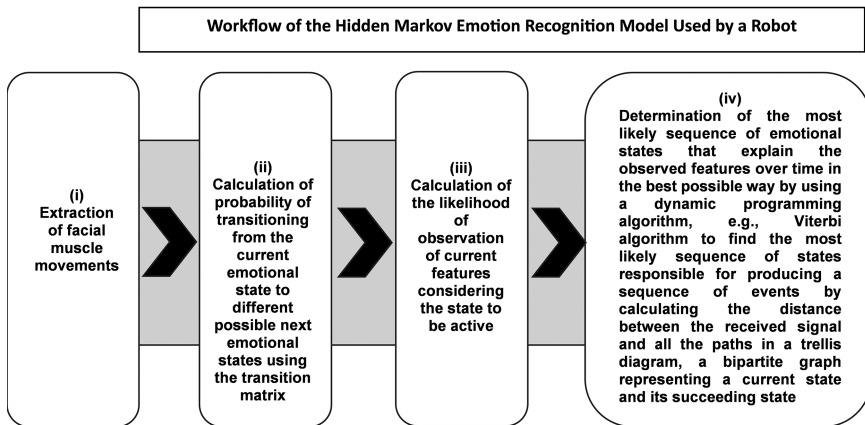 Workflow of the Hidden Markov Emotion Recognition Model Used by a Robot
(i)
Extraction
of facial
muscle
movements
(ii)
Calculation of
probability of
transitioning
from the
current
emotional
state to
different
possible next
emotional
states using
the transition
matrix
(iii)
Calculation of
the likelihood
of
observation
of current
features
considering
the state to
be active
(iv)
Determination of the most
likely sequence of emotional
states that explain the
observed features over time in
the best possible way by using
a dynamic programming
algorithm, e.g., Viterbi
algorithm to find the most
likely sequence of states
responsible for producing a
sequence of events by
calculating the distance
between the received signal
and all the paths in a trellis
diagram, a bipartite graph
representing a current state
and its succeeding state